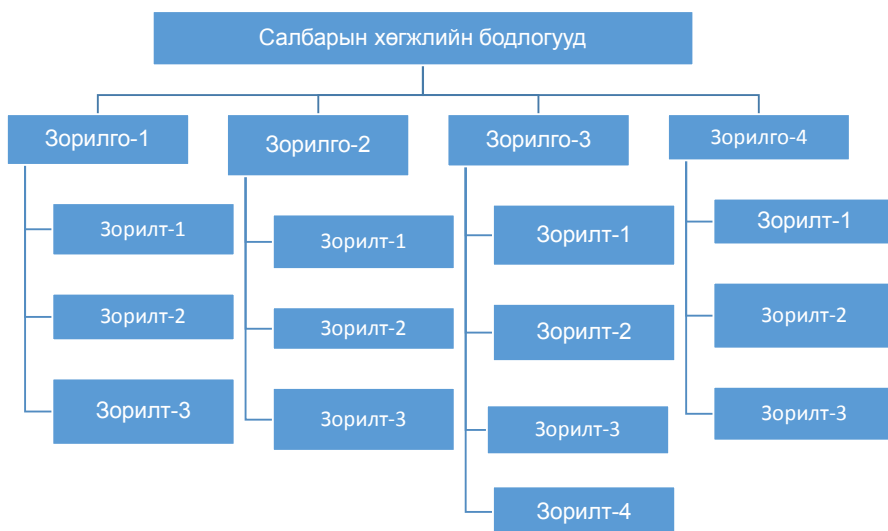 Салбарын хөгжлийн бодлогууд
Зорилго-1
Зорилт-1
Зорилт-2
Зорилт-3
Зорилго-2
Зорилт-1
Зорилт-2
Зорилт-3
Зорилго-3
Зорилт-1
Зорилт-2
Зорилт-3
Зорилт-4
Зорилго-4
Зорилт-1
Зорилт-2
Зорилт-3